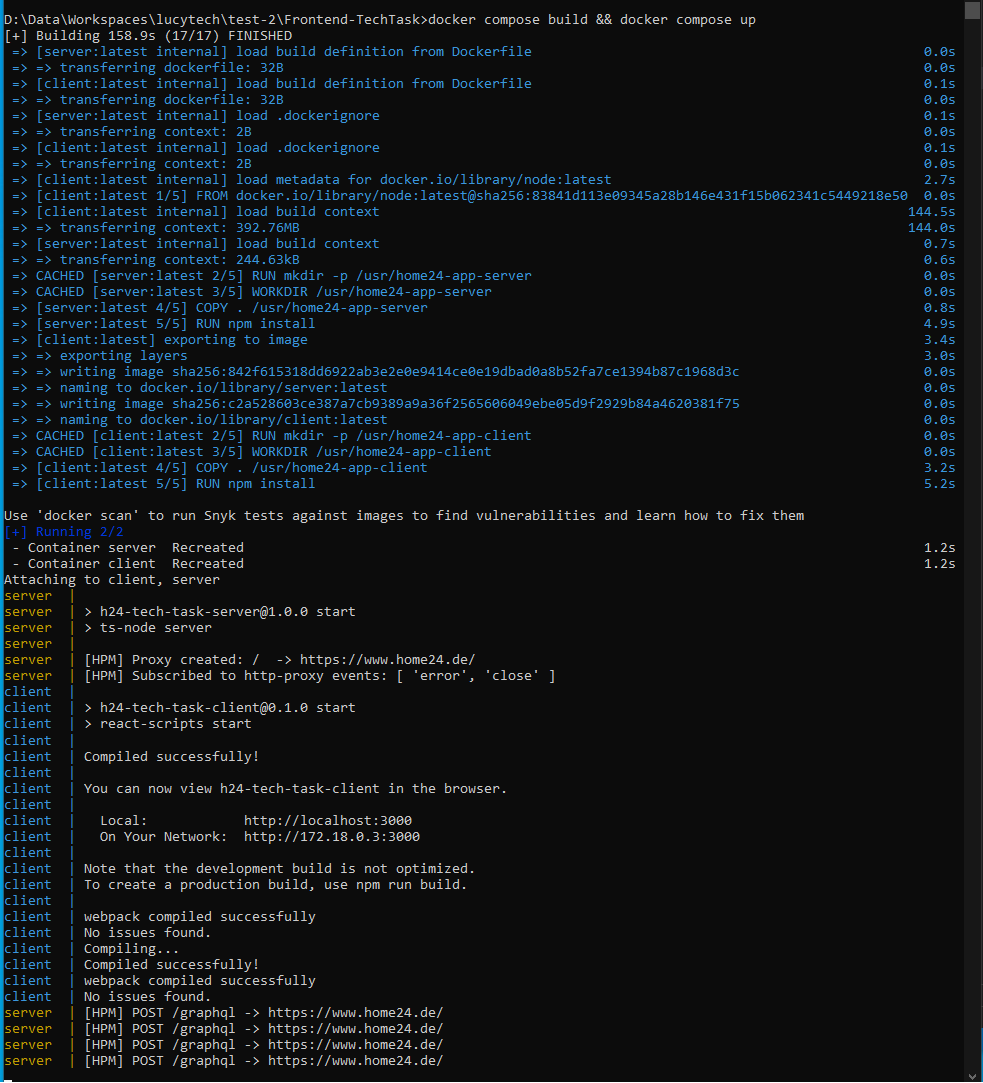 D:\Data\Workspaces\lucytech\test-2\Frontend-TechTask>docker compose build && docker compose up
[+] Building 158.9s (17/17) FINISHED
=> [server:latest internal] load build definition from Dockerfile 0.0s
=> => transferring dockerfile: 32B 0.0s
=> [client:latest internal] load build definition from Dockerfile 0.1s
=> => transferring dockerfile: 32B 0.0s
=> [server:latest internal] load .dockerignore 0.1s
=> => transferring context: 2B 0.0s
=> [client:latest internal] load .dockerignore 0.1s
=> => transferring context: 2B 0.0s
=> [client:latest internal] load metadata for docker.io/library/node:latest 2.7s
=> [client:latest 1/5] FROM docker.io/library/node:latest@sha256:83841d113e09345a28b146e431f15b062341c5449218e50 0.0s
=> [client:latest internal] load build context 144.5s
=> => transferring context: 392.76MB 144.0s
=> [server:latest internal] load build context 0.7s
=> => transferring context: 244.63kB 0.6s
=> CACHED [server:latest 2/5] RUN mkdir -p /usr/home24-app-server 0.0s
=> CACHED [server:latest 3/5] WORKDIR /usr/home24-app-server 0.0s
=> [server:latest 4/5] COPY . /usr/home24-app-server 0.8s
=> [server:latest 5/5] RUN npm install 4.9s
=> [client:latest] exporting to image 3.4s
=> => exporting layers 3.0s
=> => writing image sha256:842f615318dd6922ab3e2e0e9414ce0e19dbad0a8b52fa7ce1394b87c1968d3c 0.0s
=> => naming to docker.io/library/server:latest 0.0s
=> => writing image sha256:c2a528603ce387a7cb9389a9a36f2565606049ebe05d9f2929b84a4620381f75 0.0s
=> => naming to docker.io/library/client:latest 0.0s
=> CACHED [client:latest 2/5] RUN mkdir -p /usr/home24-app-client 0.0s
=> CACHED [client:latest 3/5] WORKDIR /usr/home24-app-client 0.0s
=> [client:latest 4/5] COPY . /usr/home24-app-client 3.2s
=> [client:latest 5/5] RUN npm install 5.2s
Use 'docker scan' to run Snyk tests against images to find vulnerabilities and learn how to fix them
[+] Running 2/2
- Container server Recreated 1.2s
- Container client Recreated 1.2s
Attaching to client, server
server |
server | > h24-tech-task-server@1.0.0 start
server | > ts-node server
server |
server | [HPM] Proxy created: / -> https://www.home24.de/
server | [HPM] Subscribed to http-proxy events: [ 'error', 'close' ]
client |
client | > h24-tech-task-client@0.1.0 start
client | > react-scripts start
client |
client | Compiled successfully!
client |
client | You can now view h24-tech-task-client in the browser.
client |
client | Local: http://localhost:3000
client | On Your Network: http://172.18.0.3:3000
client |
client | Note that the development build is not optimized.
client | To create a production build, use npm run build.
client |
client | webpack compiled successfully
client | No issues found.
client | Compiling...
client | Compiled successfully!
client | webpack compiled successfully
client | No issues found.
server | [HPM] POST /graphql -> https://www.home24.de/
server | [HPM] POST /graphql -> https://www.home24.de/
server | [HPM] POST /graphql -> https://www.home24.de/
server | [HPM] POST /graphql -> https://www.home24.de/